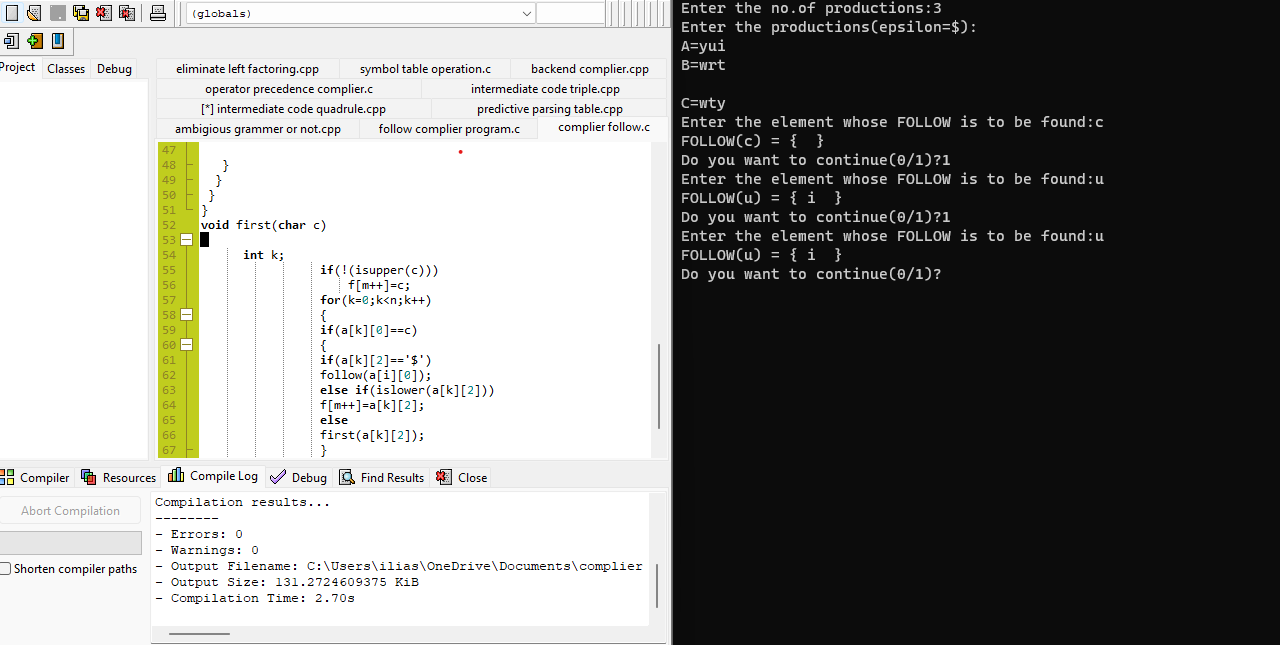 (globals)
Project Classes Debug
eliminate left factoring.cpp symbol table operation.c backend complier.cpp
operator precedence complier.c intermediate code triple.cpp
[*] intermediate code quadrule.cpp predictive parsing table.cpp
ambigious grammer or not.cpp follow complier program.c complier follow.c
47
48 }
49 }
50 }
51 }
52 void first(char c)
53
54 int k;
55 if(!(isupper(c)))
56 f[m++]=c;
57 for(k=0;k<n;k++)
58 {
59 if(a[k][0]==c)
60 {
61 if(a[k][2]=='$')
62 follow(a[i][0]);
63 else if(islower(a[k][2]))
64 f[m++]=a[k][2];
65 else
66 first(a[k][2]);
67 }
Compiler Resources Compile Log Debug Find Results Close
Abort Compilation
Shorten compiler paths
Compilation results...
--------
- Errors: 0
- Warnings: 0
- Output Filename: C:\Users\ilias\OneDrive\Documents\complier
- Output Size: 131.2724609375 KiB
- Compilation Time: 2.70s
Enter the no.of productions:3
Enter the productions(epsilon=$):
A=yui
B=wrt
C=wty
Enter the element whose FOLLOW is to be found:c
FOLLOW(c) = {  }
Do you want to continue(0/1)?1
Enter the element whose FOLLOW is to be found:u
FOLLOW(u) = { i  }
Do you want to continue(0/1)?1
Enter the element whose FOLLOW is to be found:u
FOLLOW(u) = { i  }
Do you want to continue(0/1)?